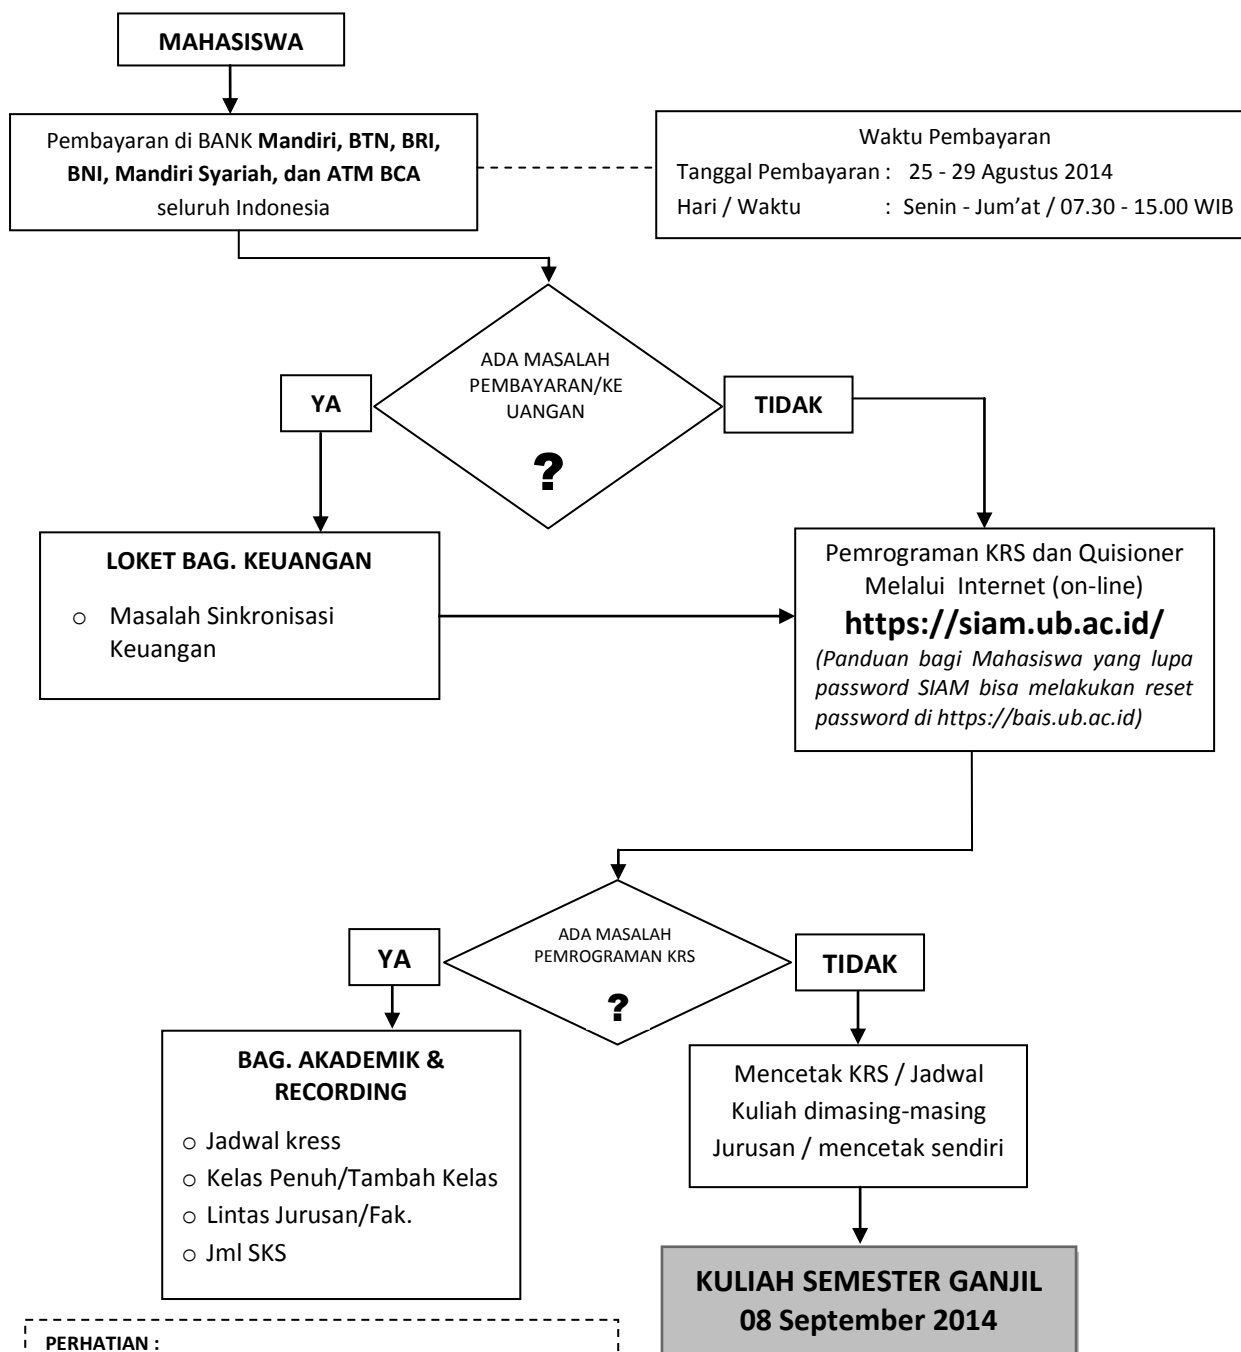 MAHASISWA
Pembayaran di BANK Mandiri, BTN, BRI,
BNI, Mandiri Syariah, dan ATM BCA
seluruh Indonesia
Waktu Pembayaran
Tanggal Pembayaran : 25 - 29 Agustus 2014
Hari / Waktu : Senin - Jum’at / 07.30 - 15.00 WIB
ADA MASALAH
PEMBAYARAN/KE
UANGAN
?
YA
TIDAK
LOKET BAG. KEUANGAN
o Masalah Sinkronisasi
Keuangan
Pemrograman KRS dan Quisioner
Melalui Internet (on-line)
https://siam.ub.ac.id/
(Panduan bagi Mahasiswa yang lupa
password SIAM bisa melakukan reset
password di https://bais.ub.ac.id)
ADA MASALAH
PEMROGRAMAN KRS
?
YA
TIDAK
BAG. AKADEMIK &
RECORDING
o Jadwal kress
o Kelas Penuh/Tambah Kelas
o Lintas Jurusan/Fak.
o Jml SKS
Mencetak KRS / Jadwal
Kuliah dimasing-masing
Jurusan / mencetak sendiri
KULIAH SEMESTER GANJIL
08 September 2014
PERHATIAN :